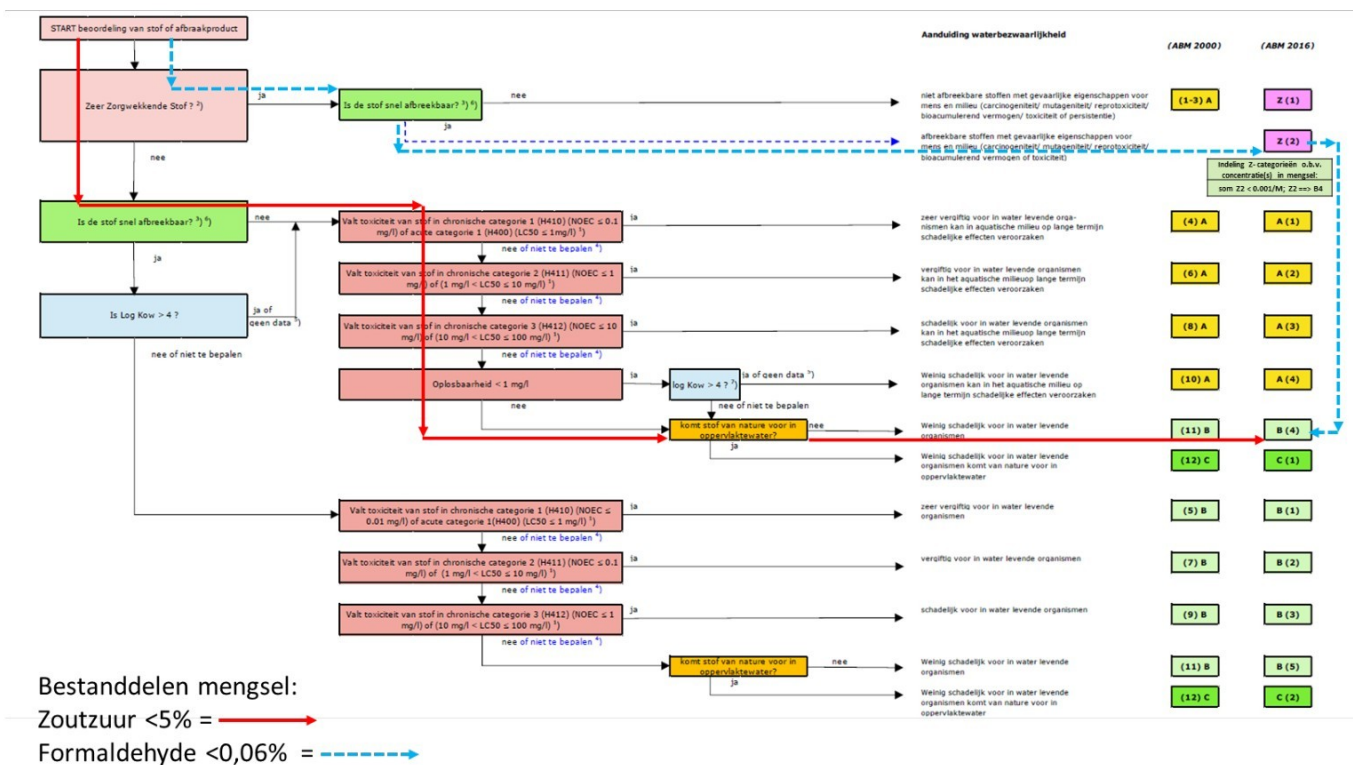 START beoordeling van stof of afbraakproduct
Aanduiding waterbezwaarlijkheid
(ABM 2000)
(ABM 2016)
Zeer Zorgwekkende Stof ? ²)
ja
Is de stof snel afbreekbaar? ³) ⁶)
nee
niet afbreekbare stoffen met gevaarlijke eigenschappen voor
mens en milieu (carcinogeniteit/ mutageniteit/ reprotoxiciteit/
bioacumulerend vermogen/ toxiciteit of persistentie)
(1-3) A
Z (1)
ja
afbreekbare stoffen met gevaarlijke eigenschappen voor
mens en milieu (carcinogeniteit/ mutageniteit/ reprotoxiciteit/
bioacumulerend vermogen of toxiciteit)
Z (2)
Indeling Z-categorieën o.b.v.
concentratie(s) in mengsel:
som Z2 < 0.001/M; Z2 ==> B4
nee
Is de stof snel afbreekbaar? ³) ⁶)
nee
Valt toxiciteit van stof in chronische categorie 1 (H410) (NOEC ≤ 0.1
mg/l) of acute categorie 1 (H400) (LC50 ≤ 1mg/l) ³)
ja
zeer vergiftig voor in water levende orga-
nismen kan in aquatische milieu op lange termijn
schadelijke effecten veroorzaken
(4) A
A (1)
nee of niet te bepalen ⁴)
ja
Valt toxiciteit van stof in chronische categorie 2 (H411) (NOEC ≤ 1
mg/l) of (1 mg/l < LC50 ≤ 10 mg/l) ³)
ja
vergiftig voor in water levende organismen
kan in het aquatische milieuop lange termijn
schadelijke effecten veroorzaken
(6) A
A (2)
nee of niet te bepalen ⁴)
Is Log Kow > 4 ?
ja of
geen data ⁵)
Valt toxiciteit van stof in chronische categorie 3 (H412) (NOEC ≤ 10
mg/l) of (10 mg/l < LC50 ≤ 100 mg/l) ³)
ja
schadelijk voor in water levende organismen
kan in het aquatische milieuop lange termijn
schadelijke effecten veroorzaken
(8) A
A (3)
nee of niet te bepalen
nee of niet te bepalen ⁴)
Oplosbaarheid < 1 mg/l
ja
log Kow > 4 ? ⁷)
ja of geen data ⁵)
Weinig schadelijk voor in water levende
organismen kan in het aquatische milieu op
lange termijn schadelijke effecten veroorzaken
(10) A
A (4)
nee
nee of niet te bepalen
komt stof van nature voor in
oppervlaktewater?
nee
Weinig schadelijk voor in water levende
organismen
(11) B
B (4)
ja
Weinig schadelijk voor in water levende
organismen komt van nature voor in
oppervlaktewater
(12) C
C (1)
Valt toxiciteit van stof in chronische categorie 1 (H410) (NOEC ≤
0.01 mg/l) of acute categorie 1(H400) (LC50 ≤ 1 mg/l) ³)
ja
zeer vergiftig voor in water levende
organismen
(5) B
B (1)
nee of niet te bepalen ⁴)
Valt toxiciteit van stof in chronische categorie 2 (H411) (NOEC ≤ 0.1
mg/l) of (1 mg/l < LC50 ≤ 10 mg/l) ³)
ja
vergiftig voor in water levende organismen
(7) B
B (2)
nee of niet te bepalen ⁴)
Valt toxiciteit van stof in chronische categorie 3 (H412) (NOEC ≤ 1
mg/l) of (10 mg/l < LC50 ≤ 100 mg/l) ³)
ja
schadelijk voor in water levende organismen
(9) B
B (3)
nee of niet te bepalen ⁴)
komt stof van nature voor in
oppervlaktewater?
nee
Weinig schadelijk voor in water levende
organismen
(11) B
B (5)
ja
Weinig schadelijk voor in water levende
organismen komt van nature voor in
oppervlaktewater
(12) C
C (2)
Bestanddelen mengsel:
Zoutzuur <5% =
Formaldehyde <0,06% =